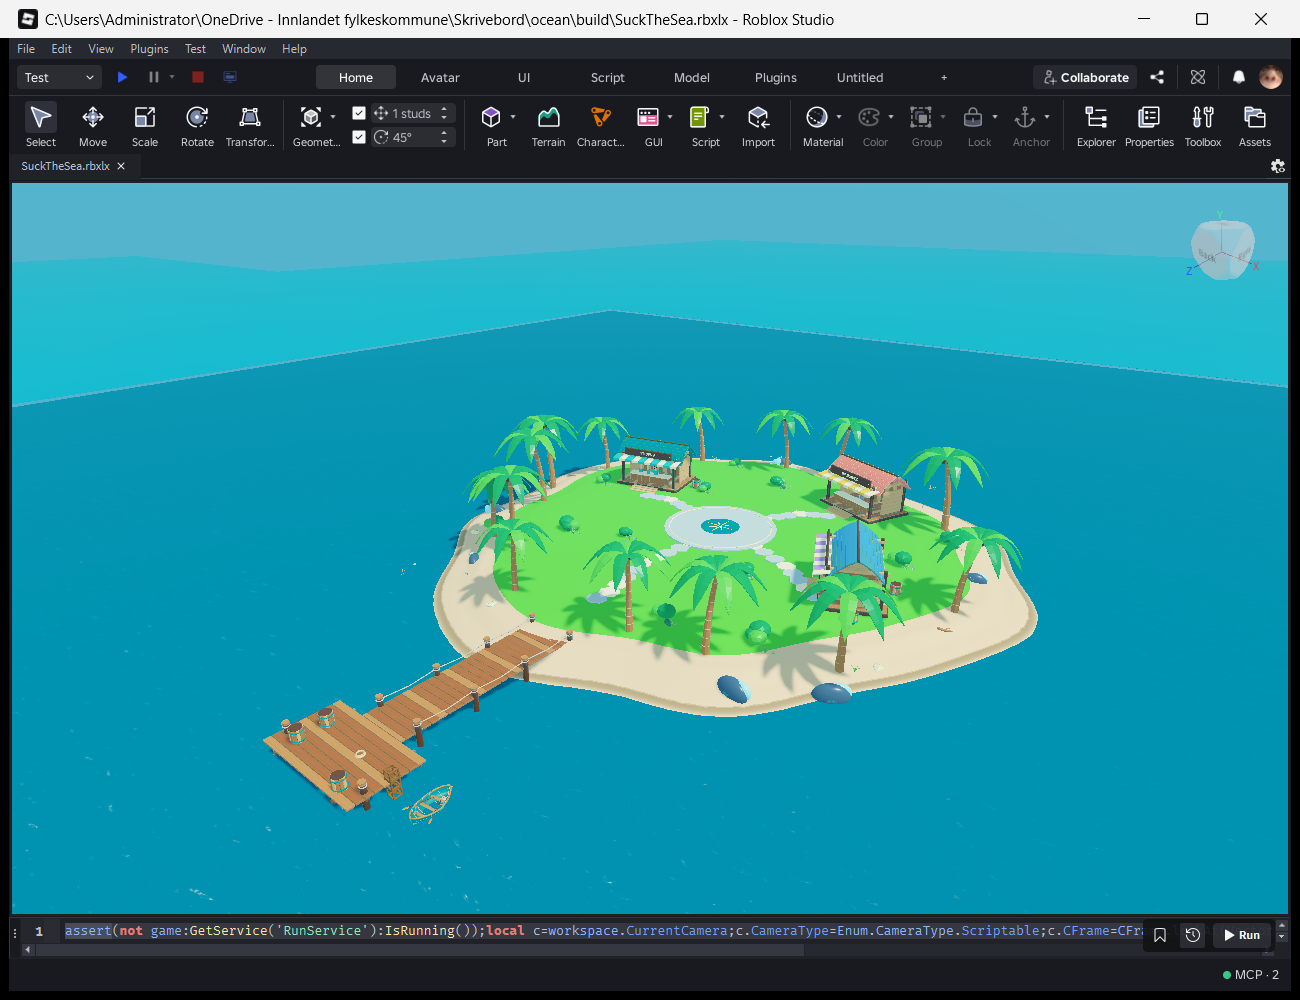 C:\Users\Administrator\OneDrive - Innlandet fylkeskommune\Skrivebord\ocean\build\SuckTheSea.rbxlx - Roblox Studio
File Edit View Plugins Test Window Help
Test Home Avatar UI Script Model Plugins Untitled + Collaborate
1 studs
45°
Select Move Scale Rotate Transfor... Geomet... Part Terrain Charact... GUI Script Import Material Color Group Lock Anchor Explorer Properties Toolbox Assets
SuckTheSea.rbxlx
Y
Z
X
1 assert(not game:GetService('RunService'):IsRunning());local c=workspace.CurrentCamera;c.CameraType=Enum.CameraType.Scriptable;c.CFrame=CFra
Run
MCP · 2